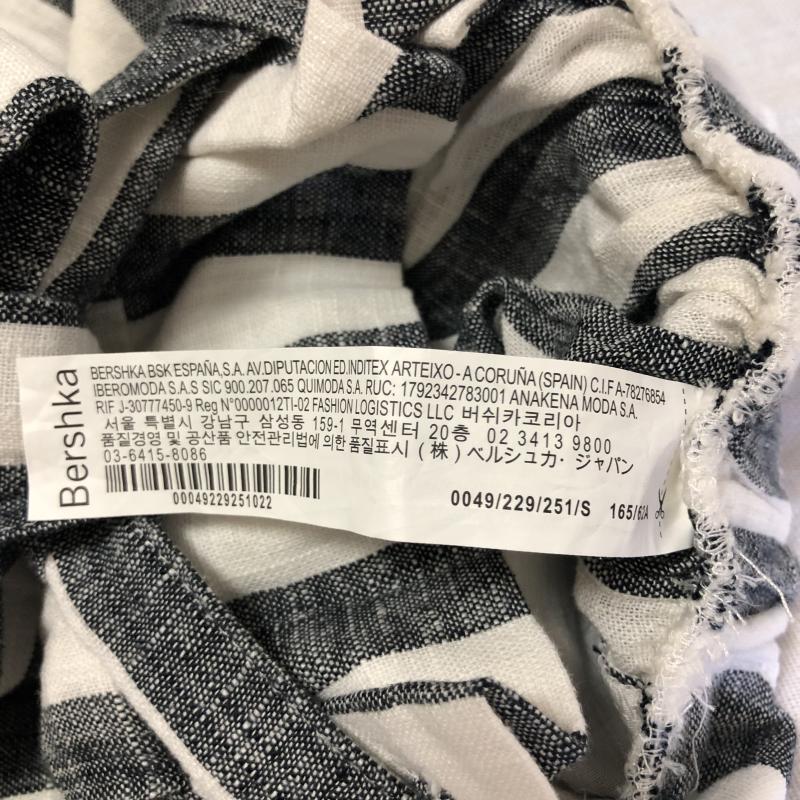 Bershka
BERSHKA BSK ESPAÑA,S.A. AV.DIPUTACION ED.INDITEX ARTEIXO - A CORUÑA (SPAIN) C.I.F A-78276854
IBEROMODA S.A.S SIC 900.207.065 QUIMODA S.A. RUC: 1792342783001 ANAKENA MODA S.A.
RIF J-30777450-9 Reg N°0000012TI-02 FASHION LOGISTICS LLC 버쉬카코리아
서울 특별시 강남구 삼성동 159-1 무역센터 20층 02 3413 9800
품질경영 및 공산품 안전관리법에 의한 품질표시 (株) ベルシュカ・ジャパン
03-6415-8086
00049229251022
0049/229/251/S 165/62A